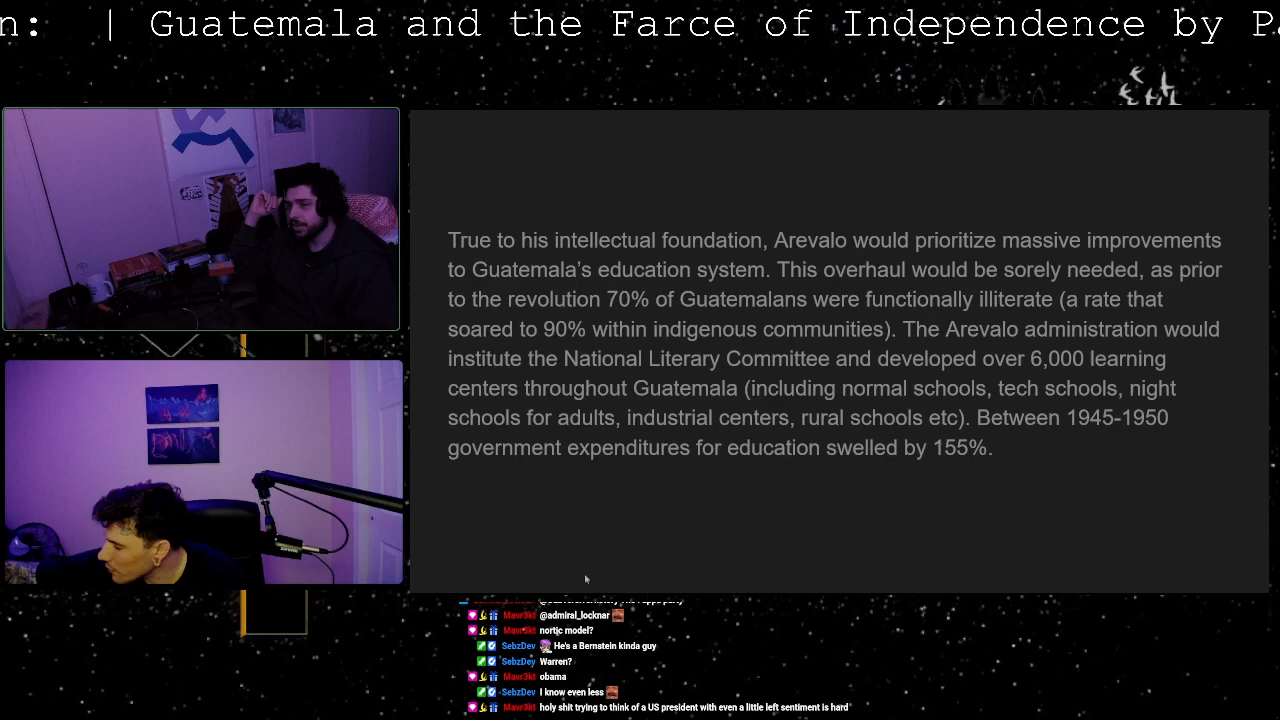 n: | Guatemala and the Farce of Independence by Pa
True to his intellectual foundation, Arevalo would prioritize massive improvements
to Guatemala’s education system. This overhaul would be sorely needed, as prior
to the revolution 70% of Guatemalans were functionally illiterate (a rate that
soared to 90% within indigenous communities). The Arevalo administration would
institute the National Literary Committee and developed over 6,000 learning
centers throughout Guatemala (including normal schools, tech schools, night
schools for adults, industrial centers, rural schools etc). Between 1945-1950
government expenditures for education swelled by 155%.
Mavr3kt @admiral_locknar
Mavr3kt nortic model?
SebzDev He's a Bernstein kinda guy
SebzDev Warren?
Mavr3kt obama
SebzDev I know even less
Mavr3kt holy shit trying to think of a US president with even a little left sentiment is hard